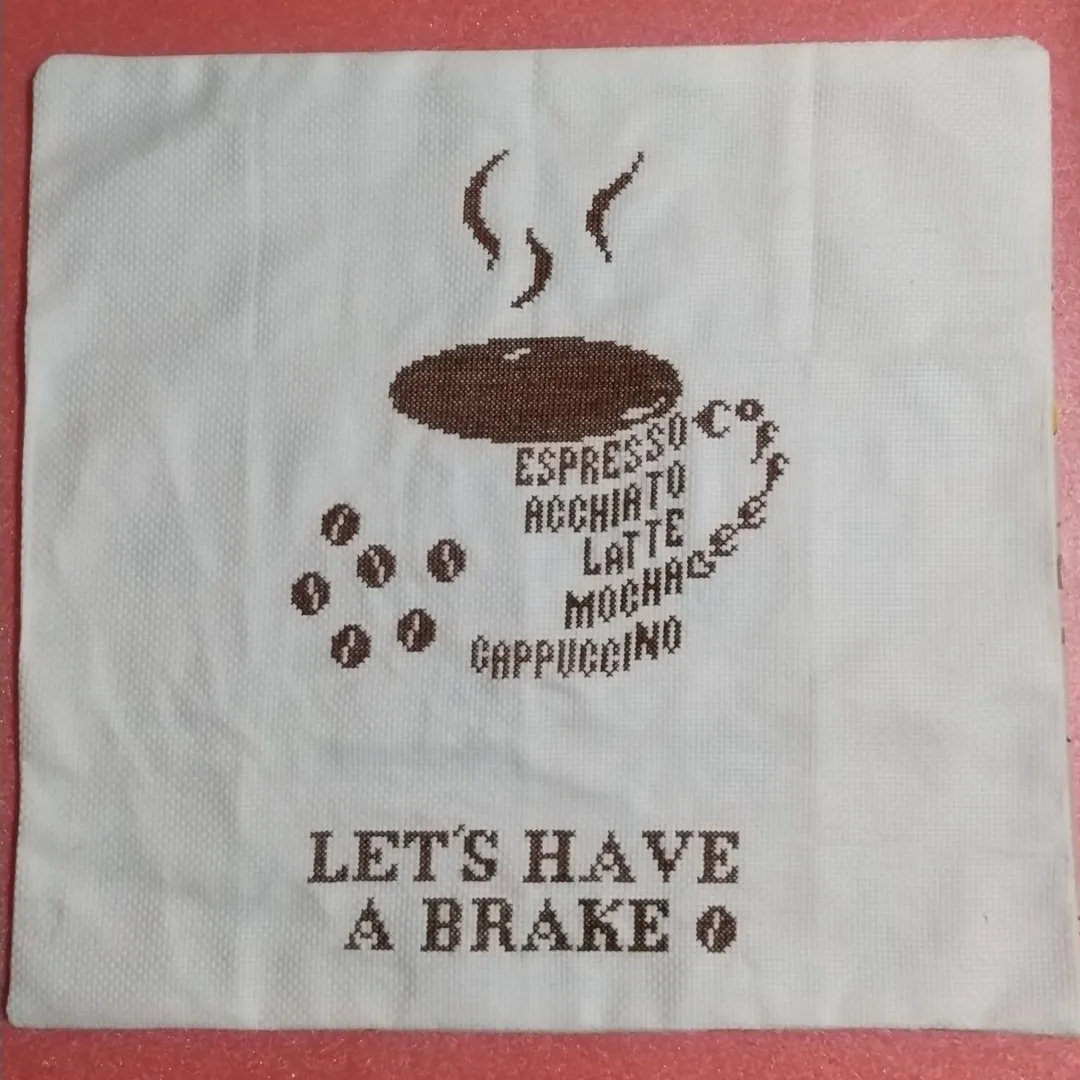 ESPRESSO
ACCHIATO
LATTE
MOCHA
CAPPUCCINO
COFFEE
LET'S HAVE
A BRAKE